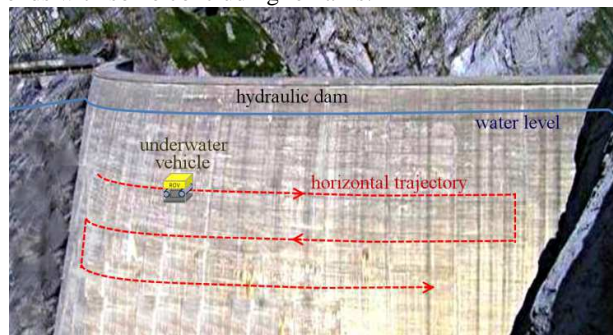 hydraulic dam
water level
underwater
vehicle
ROV
horizontal trajectory